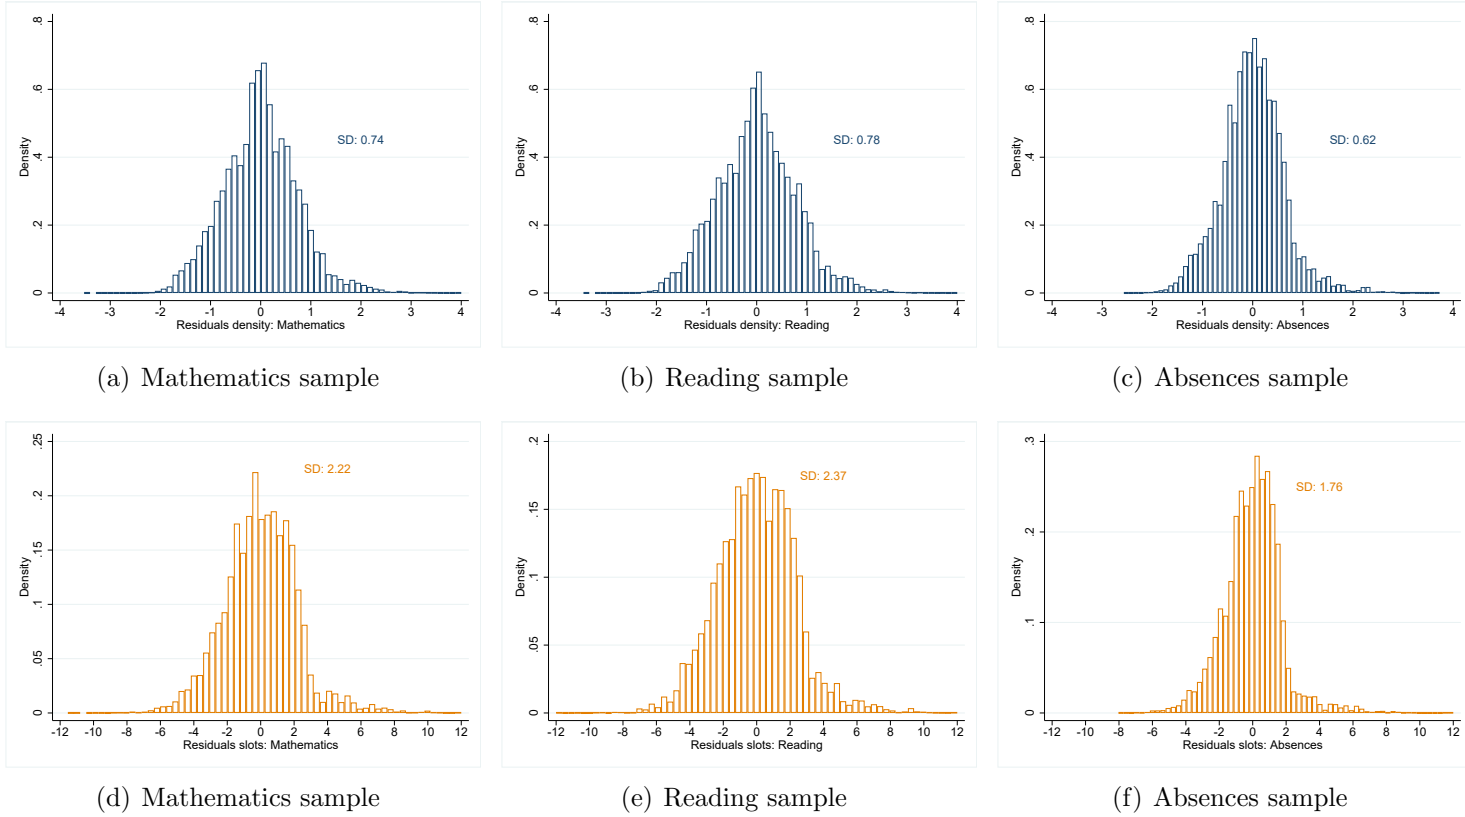 .8
.6
.4
.2
0
Density
SD: 0.74
-4 -3 -2 -1 0 1 2 3 4
Residuals density: Mathematics
(a) Mathematics sample
.8
.6
.4
.2
0
Density
SD: 0.78
-4 -3 -2 -1 0 1 2 3 4
Residuals density: Reading
(b) Reading sample
.8
.6
.4
.2
0
Density
SD: 0.62
-4 -3 -2 -1 0 1 2 3 4
Residuals density: Absences
(c) Absences sample
.25
.2
.15
.1
.05
0
Density
SD: 2.22
-12 -10 -8 -6 -4 -2 0 2 4 6 8 10 12
Residuals slots: Mathematics
(d) Mathematics sample
.2
.15
.1
.05
0
Density
SD: 2.37
-12 -10 -8 -6 -4 -2 0 2 4 6 8 10 12
Residuals slots: Reading
(e) Reading sample
.3
.2
.1
0
Density
SD: 1.76
-12 -10 -8 -6 -4 -2 0 2 4 6 8 10 12
Residuals slots: Absences
(f) Absences sample